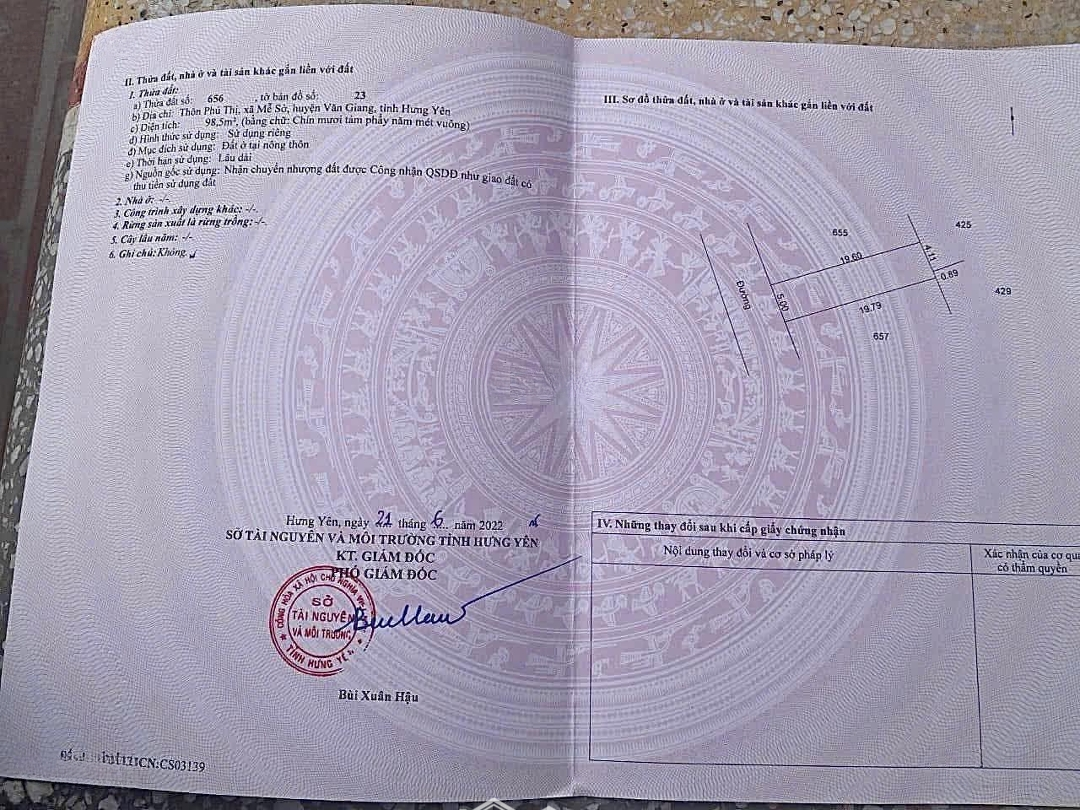 II. Thửa đất, nhà ở và tài sản khác gắn liền với đất
1. Thửa đất:
a) Thửa đất số: 656 , tờ bản đồ số: 23
b) Địa chỉ: Thôn Phú Thị, xã Mễ Sở, huyện Văn Giang, tỉnh Hưng Yên
c) Diện tích: 98,5m², (bằng chữ: Chín mươi tám phẩy năm mét vuông)
d) Hình thức sử dụng: Sử dụng riêng
đ) Mục đích sử dụng: Đất ở tại nông thôn
e) Thời hạn sử dụng: Lâu dài
g) Nguồn gốc sử dụng: Nhận chuyển nhượng đất được Công nhận QSDĐ như giao đất có
thu tiền sử dụng đất
2. Nhà ở: -/-
3. Công trình xây dựng khác: -/-.
4. Rừng sản xuất là rừng trồng: -/-.
5. Cây lâu năm: -/-.
6. Ghi chú: Không.
Hưng Yên, ngày 21 tháng 6 năm 2022
SỞ TÀI NGUYÊN VÀ MÔI TRƯỜNG TỈNH HƯNG YÊN
KT. GIÁM ĐỐC
PHÓ GIÁM ĐỐC
CỘNG HÒA XÃ HỘI CHỦ NGHĨA
SỞ
TÀI NGUYÊN
VÀ MÔI TRƯỜNG
TỈNH HƯNG YÊN
Bùi Xuân Hậu
CN:CS03139
III. Sơ đồ thửa đất, nhà ở và tài sản khác gắn liền với đất
655
425
19.60
4.11
0.89
429
Đường
5.00
19.79
657
IV. Những thay đổi sau khi cấp giấy chứng nhận
Nội dung thay đổi và cơ sở pháp lý
Xác nhận của cơ qua
có thẩm quyền